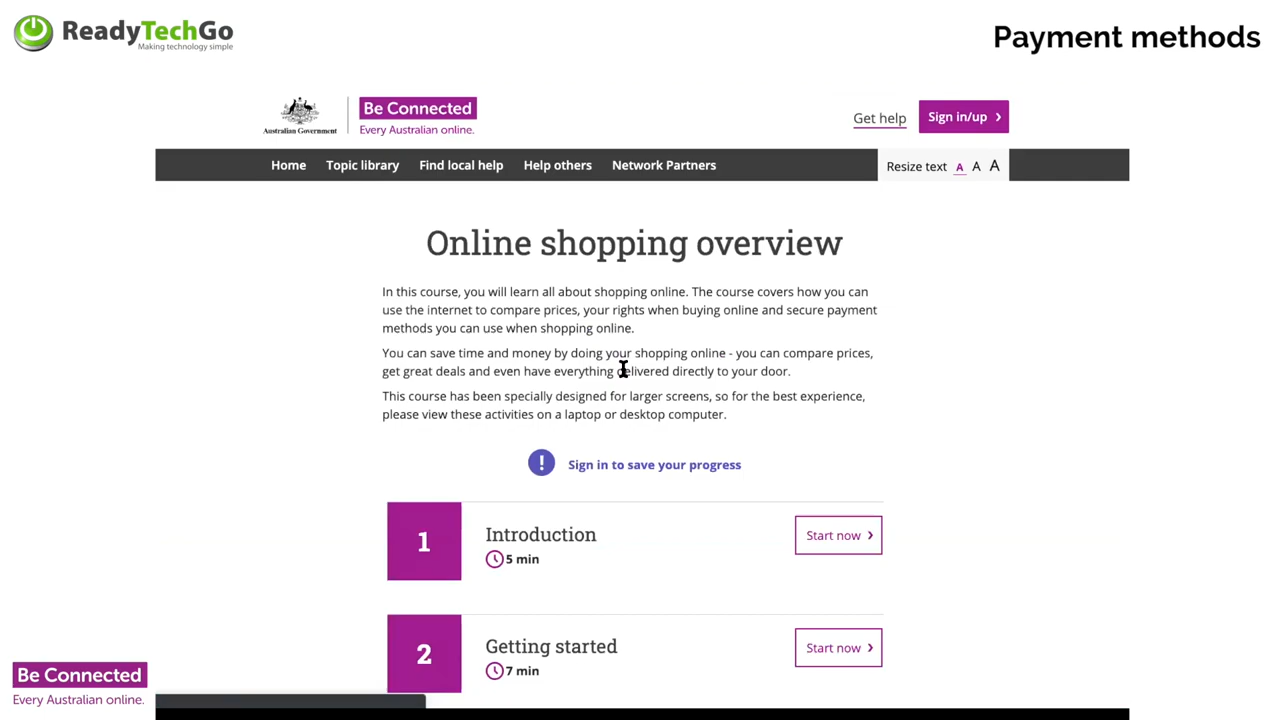 ReadyTechGo
Making technology simple
Payment methods
Australian Government
Be Connected
Every Australian online.
Get help
Sign in/up
Home
Topic library
Find local help
Help others
Network Partners
Resize text A A A
Online shopping overview
In this course, you will learn all about shopping online. The course covers how you can
use the internet to compare prices, your rights when buying online and secure payment
methods you can use when shopping online.
You can save time and money by doing your shopping online - you can compare prices,
get great deals and even have everything delivered directly to your door.
This course has been specially designed for larger screens, so for the best experience,
please view these activities on a laptop or desktop computer.
! Sign in to save your progress
1
Introduction
5 min
Start now
2
Getting started
7 min
Start now
Be Connected
Every Australian online.